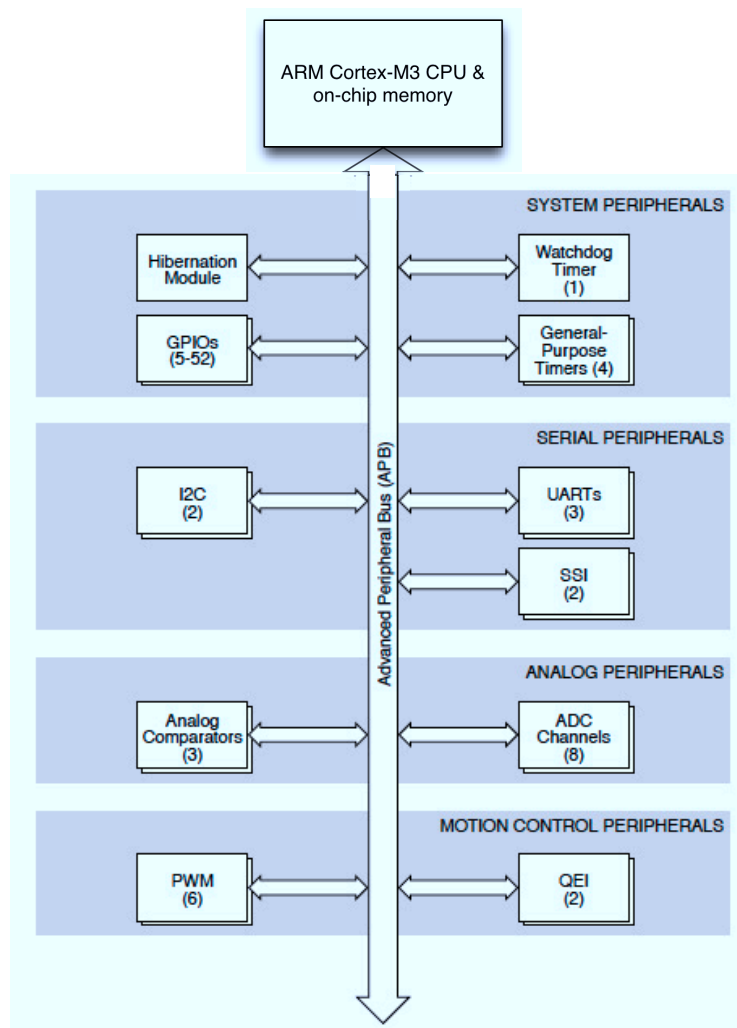 ARM Cortex-M3 CPU &
on-chip memory
SYSTEM PERIPHERALS
Hibernation
Module
Watchdog
Timer
(1)
GPIOs
(5-52)
General-
Purpose
Timers (4)
Advanced Peripheral Bus (APB)
SERIAL PERIPHERALS
I2C
(2)
UARTs
(3)
SSI
(2)
ANALOG PERIPHERALS
Analog
Comparators
(3)
ADC
Channels
(8)
MOTION CONTROL PERIPHERALS
PWM
(6)
QEI
(2)